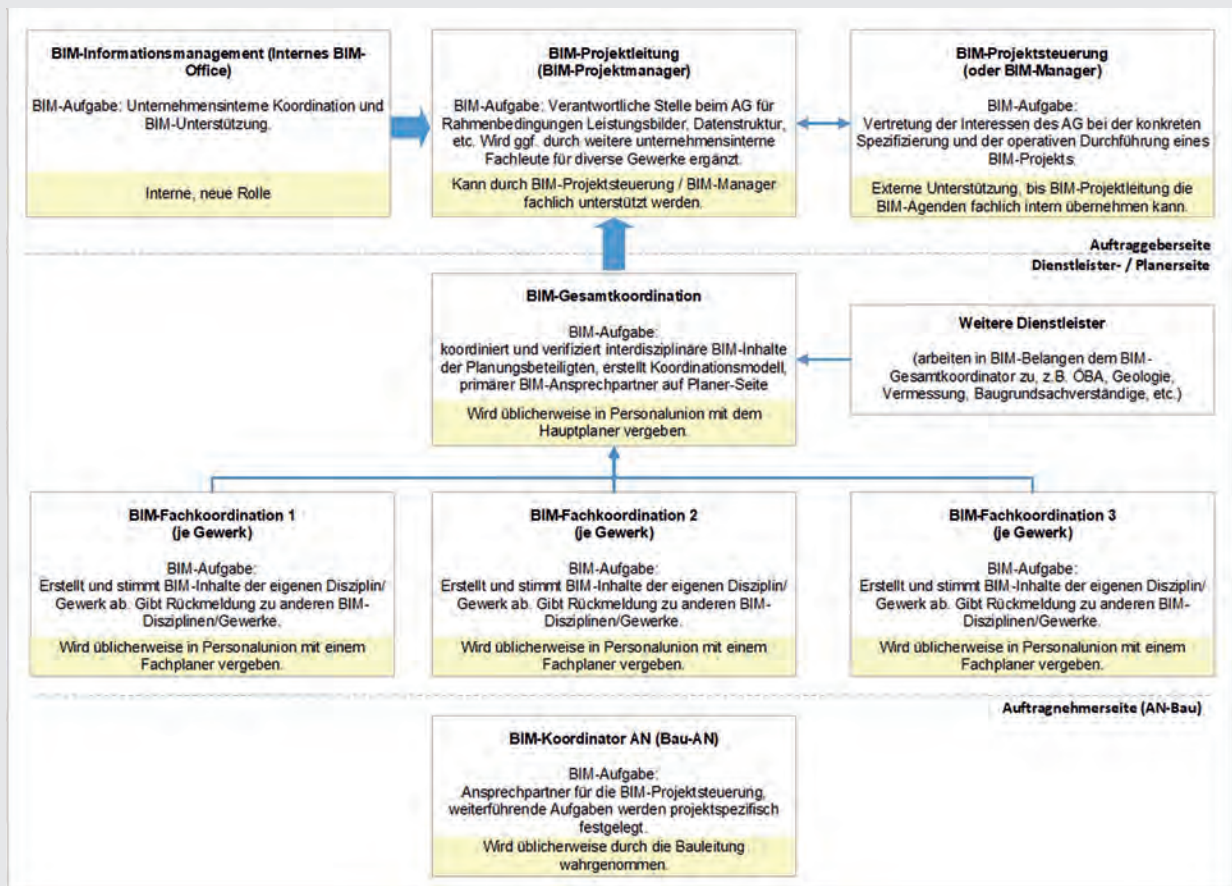 BIM-Informationsmanagement (Internes BIM-
Office)
BIM-Aufgabe: Unternehmensinterne Koordination und
BIM-Unterstützung.
Interne, neue Rolle
BIM-Projektleitung
(BIM-Projektmanager)
BIM-Aufgabe: Verantwortliche Stelle beim AG für
Rahmenbedingungen Leistungsbilder, Datenstruktur,
etc. Wird ggf. durch weitere unternehmensinterne
Fachleute für diverse Gewerke ergänzt.
Kann durch BIM-Projektsteuerung / BIM-Manager
fachlich unterstützt werden.
BIM-Projektsteuerung
(oder BIM-Manager)
BIM-Aufgabe:
Vertretung der Interessen des AG bei der konkreten
Spezifizierung und der operativen Durchführung eines
BIM-Projekts.
Externe Unterstützung, bis BIM-Projektleitung die
BIM-Agenden fachlich intern übernehmen kann.
Auftraggeberseite
Dienstleister- / Planerseite
BIM-Gesamtkoordination
BIM-Aufgabe:
koordiniert und verifiziert interdisziplinäre BIM-Inhalte
der Planungsbeteiligten, erstellt Koordinationsmodell,
primärer BIM-Ansprechpartner auf Planer-Seite
Wird üblicherweise in Personalunion mit dem
Hauptplaner vergeben.
Weitere Dienstleister
(arbeiten in BIM-Belangen dem BIM-
Gesamtkoordinator zu, z.B. ÖBA, Geologie,
Vermessung, Baugrundsachverständige, etc.)
BIM-Fachkoordination 1
(je Gewerk)
BIM-Aufgabe:
Erstellt und stimmt BIM-Inhalte der eigenen Disziplin/
Gewerk ab. Gibt Rückmeldung zu anderen BIM-
Disziplinen/Gewerke.
Wird üblicherweise in Personalunion mit einem
Fachplaner vergeben.
BIM-Fachkoordination 2
(je Gewerk)
BIM-Aufgabe:
Erstellt und stimmt BIM-Inhalte der eigenen Disziplin/
Gewerk ab. Gibt Rückmeldung zu anderen BIM-
Disziplinen/Gewerke.
Wird üblicherweise in Personalunion mit einem
Fachplaner vergeben.
BIM-Fachkoordination 3
(je Gewerk)
BIM-Aufgabe:
Erstellt und stimmt BIM-Inhalte der eigenen Disziplin/
Gewerk ab. Gibt Rückmeldung zu anderen BIM-
Disziplinen/Gewerke.
Wird üblicherweise in Personalunion mit einem
Fachplaner vergeben.
Auftragnehmerseite (AN-Bau)
BIM-Koordinator AN (Bau-AN)
BIM-Aufgabe:
Ansprechpartner für die BIM-Projektsteuerung,
weiterführende Aufgaben werden projektspezifisch
festgelegt.
Wird üblicherweise durch die Bauleitung
wahrgenommen.